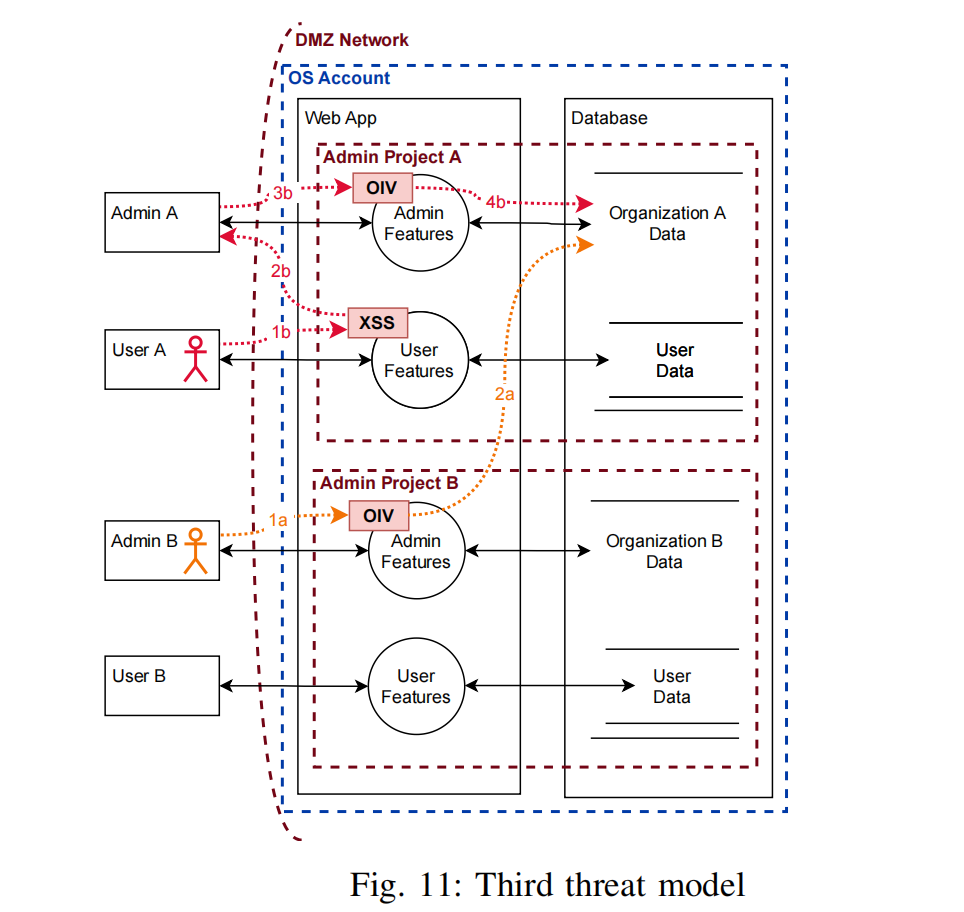 DMZ Network
OS Account
Web App
Database
Admin Project A
OIV
3b
4b
Admin A
Admin
Features
Organization A
Data
2b
XSS
1b
User A
User
Features
User
Data
2a
Admin Project B
OIV
1a
Admin B
Admin
Features
Organization B
Data
User B
User
Features
User
Data
Fig. 11: Third threat model